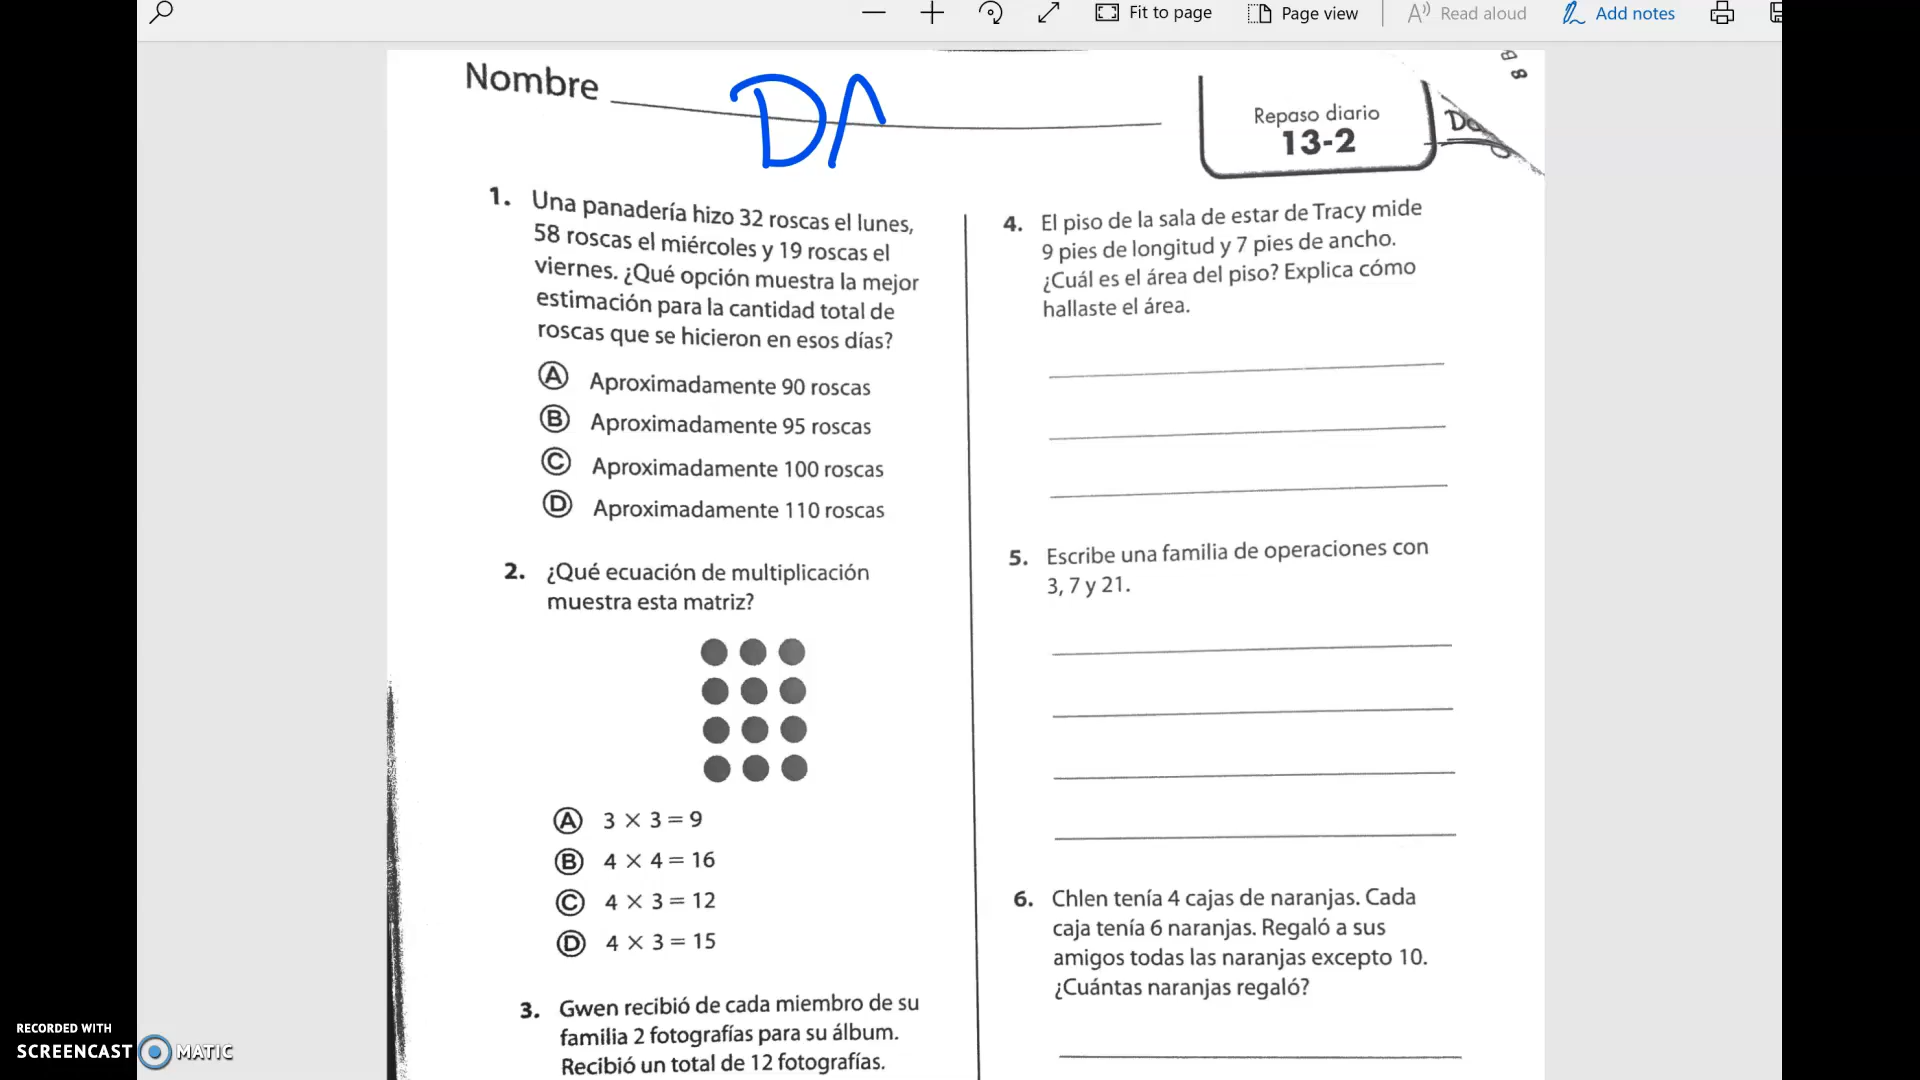 Fit to page
Page view
Read aloud
Add notes
Nombre
DA
Repaso diario
13-2
1. Una panadería hizo 32 roscas el lunes,
58 roscas el miércoles y 19 roscas el
viernes. ¿Qué opción muestra la mejor
estimación para la cantidad total de
roscas que se hicieron en esos días?
A Aproximadamente 90 roscas
B Aproximadamente 95 roscas
C Aproximadamente 100 roscas
D Aproximadamente 110 roscas
2. ¿Qué ecuación de multiplicación
muestra esta matriz?
A 3 × 3 = 9
B 4 × 4 = 16
C 4 × 3 = 12
D 4 × 3 = 15
3. Gwen recibió de cada miembro de su
familia 2 fotografías para su álbum.
Recibió un total de 12 fotografías.
4. El piso de la sala de estar de Tracy mide
9 pies de longitud y 7 pies de ancho.
¿Cuál es el área del piso? Explica cómo
hallaste el área.
5. Escribe una familia de operaciones con
3, 7 y 21.
6. Chlen tenía 4 cajas de naranjas. Cada
caja tenía 6 naranjas. Regaló a sus
amigos todas las naranjas excepto 10.
¿Cuántas naranjas regaló?
RECORDED WITH
SCREENCAST MATIC